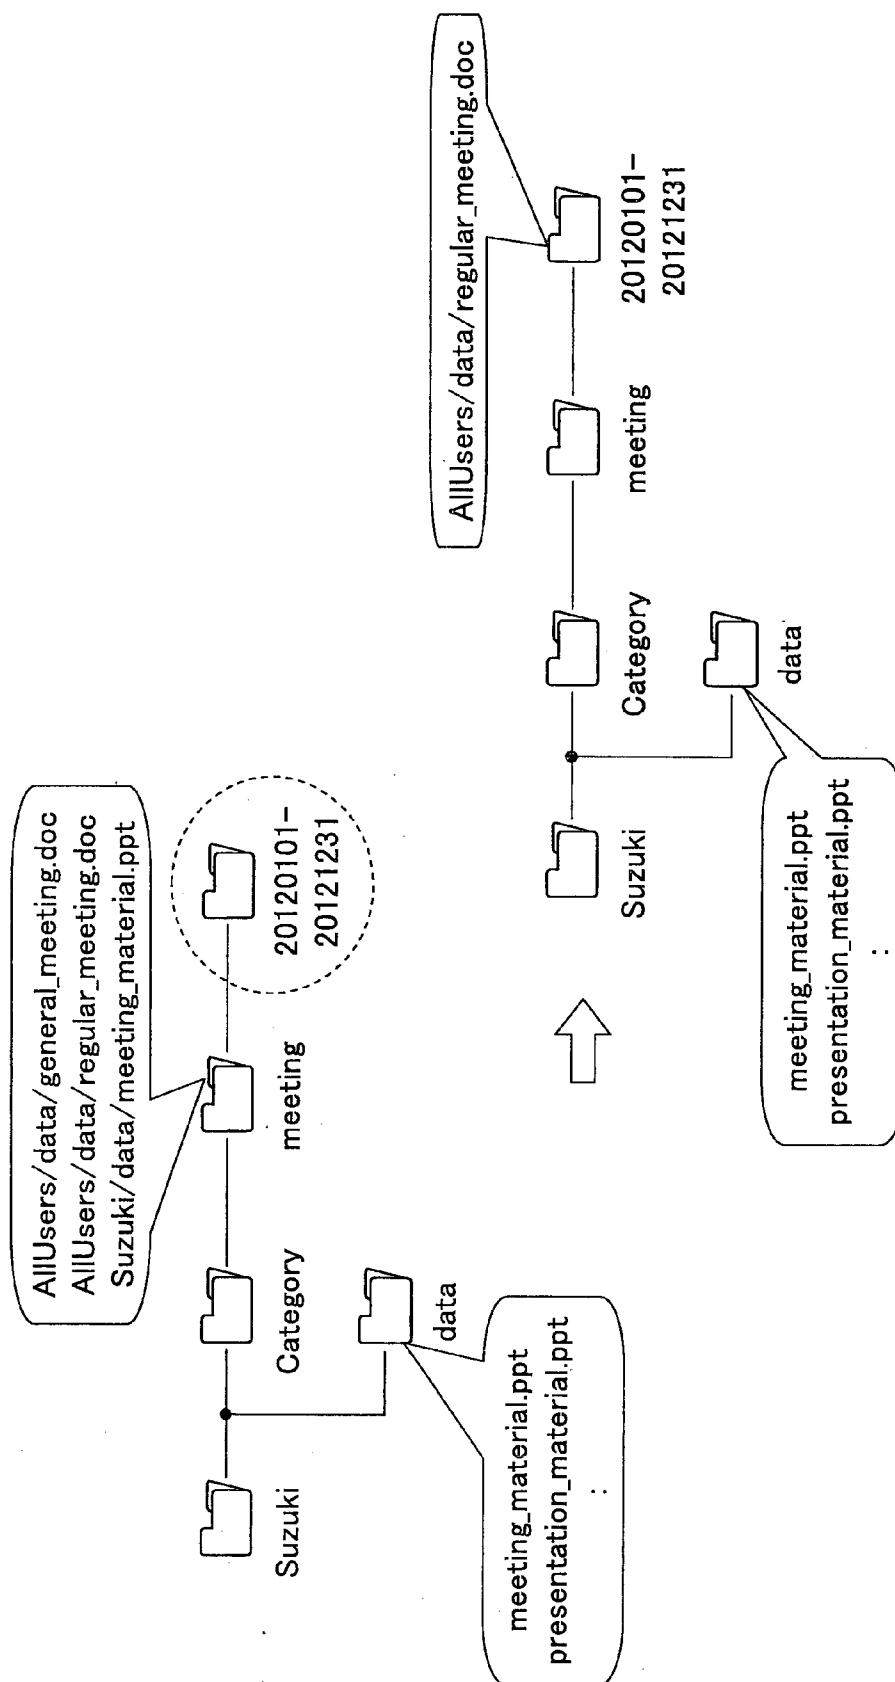 AllUsers/data/general_meeting.doc
AllUsers/data/regular_meeting.doc
Suzuki/data/meeting_material.ppt
Suzuki
Category
meeting
20120101-
20121231
data
meeting_material.ppt
presentation_material.ppt
:
AllUsers/data/regular_meeting.doc
Suzuki
Category
meeting
20120101-
20121231
data
meeting_material.ppt
presentation_material.ppt
: